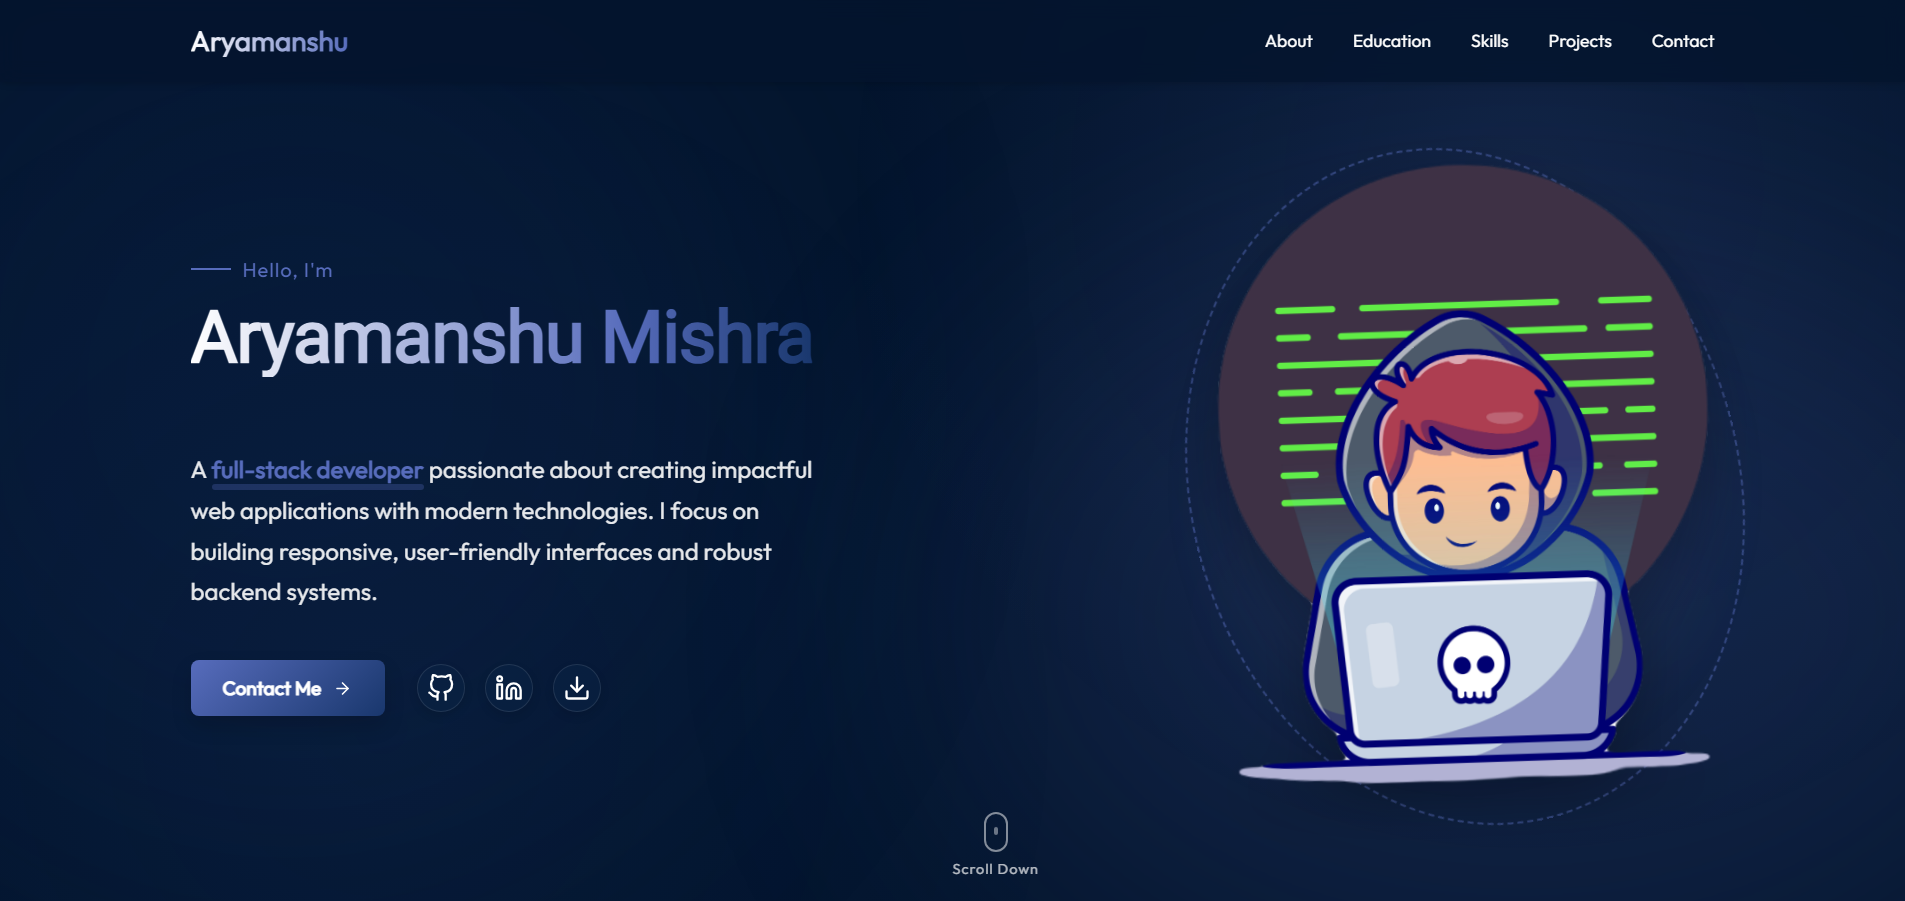 Aryamanshu
About Education Skills Projects Contact
Hello, I'm
Aryamanshu Mishra
A full-stack developer passionate about creating impactful
web applications with modern technologies. I focus on
building responsive, user-friendly interfaces and robust
backend systems.
Contact Me
in
Scroll Down